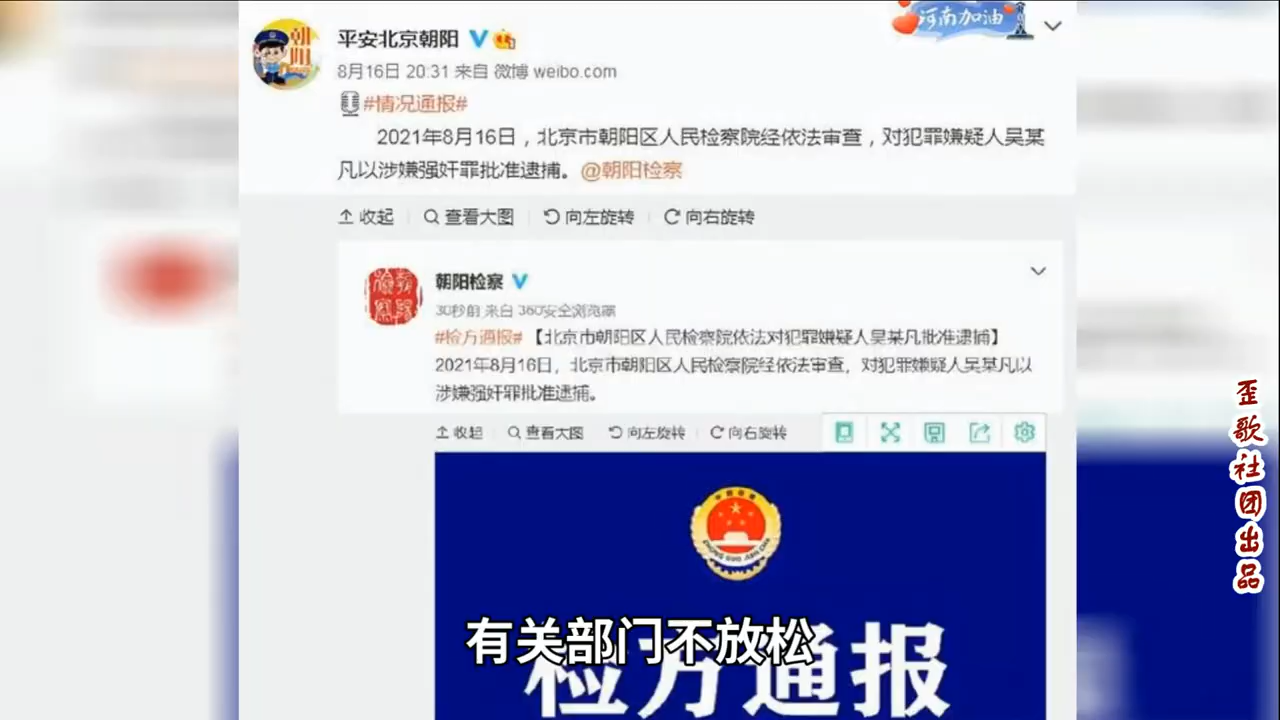 朝阳
平安北京朝阳
河南加油
8月16日 20:31 来自 微博 weibo.com
#情况通报#
2021年8月16日，北京市朝阳区人民检察院经依法审查，对犯罪嫌疑人吴某
凡以涉嫌强奸罪批准逮捕。@朝阳检察
收起 查看大图 向左旋转 向右旋转
朝阳检察
30秒前 来自 360安全浏览器
#检方通报#【北京市朝阳区人民检察院依法对犯罪嫌疑人吴某凡批准逮捕】
2021年8月16日，北京市朝阳区人民检察院经依法审查，对犯罪嫌疑人吴某凡以
涉嫌强奸罪批准逮捕。
收起 查看大图 向左旋转 向右旋转
有关部门不放松
检方通报
歪歌社团出品